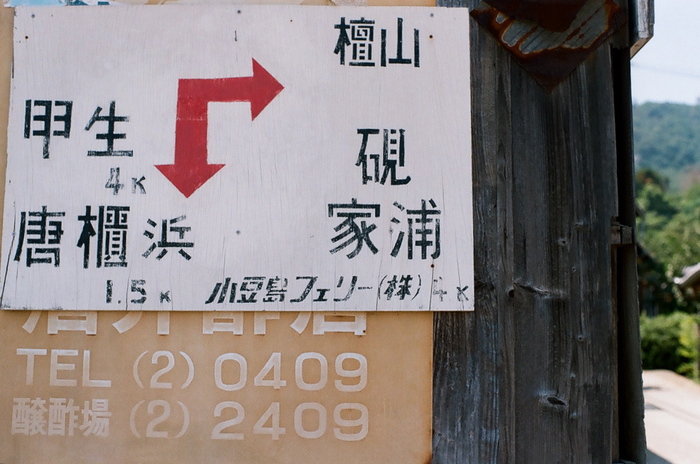 檀山
甲生
4K
硯
唐櫃浜
家浦
1.5K
小豆島フェリー(株) 4K
TEL (2) 0409
醸酢場 (2) 2409